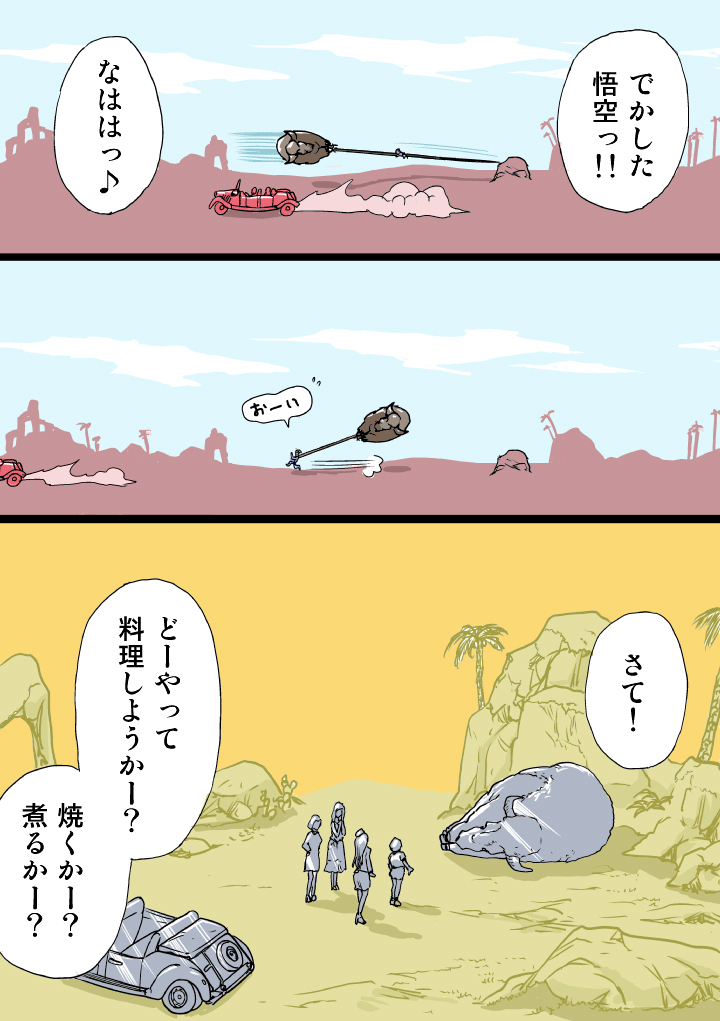 でかした
悟空っ!!
なははっ♪
おーい
さて!
どーやって
料理しようかー?
焼くかー?
煮るかー?